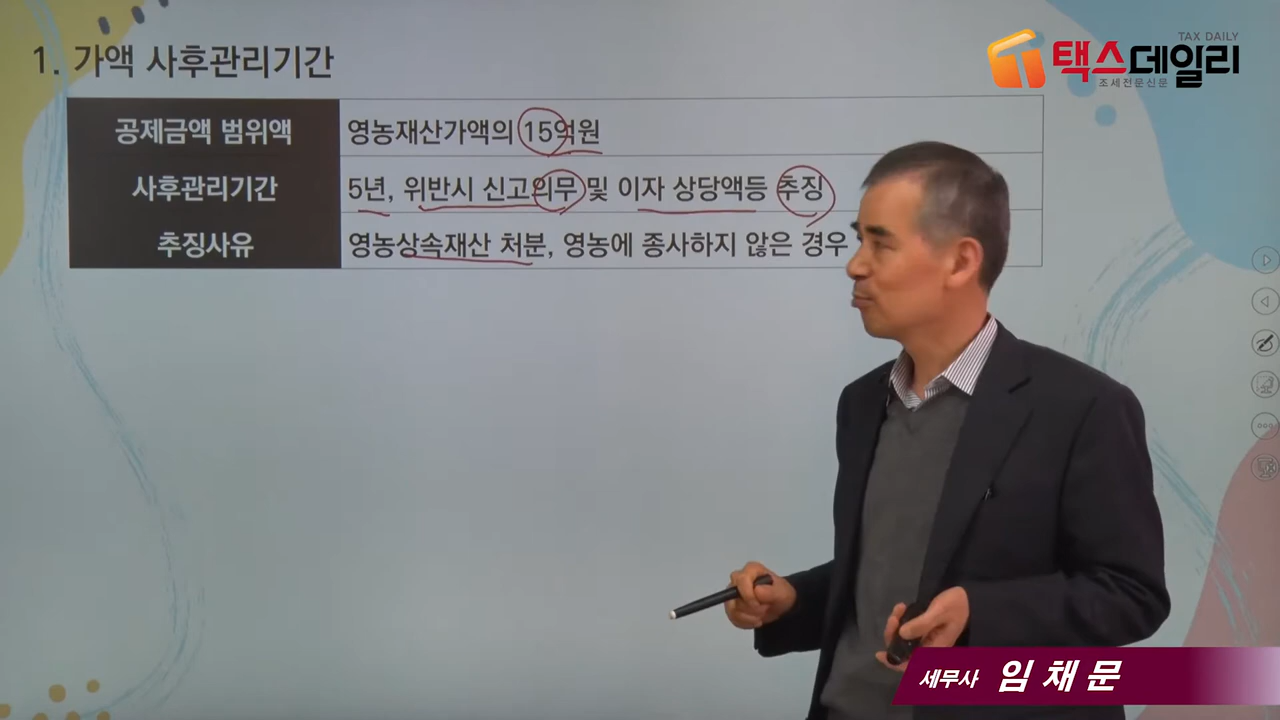 1. 가액 사후관리기간
TAX DAILY
택스데일리
조세전문신문
공제금액 범위액
영농재산가액의 15억원
사후관리기간
5년, 위반시 신고의무 및 이자 상당액등 추징
추징사유
영농상속재산 처분, 영농에 종사하지 않은 경우
세무사 임채문